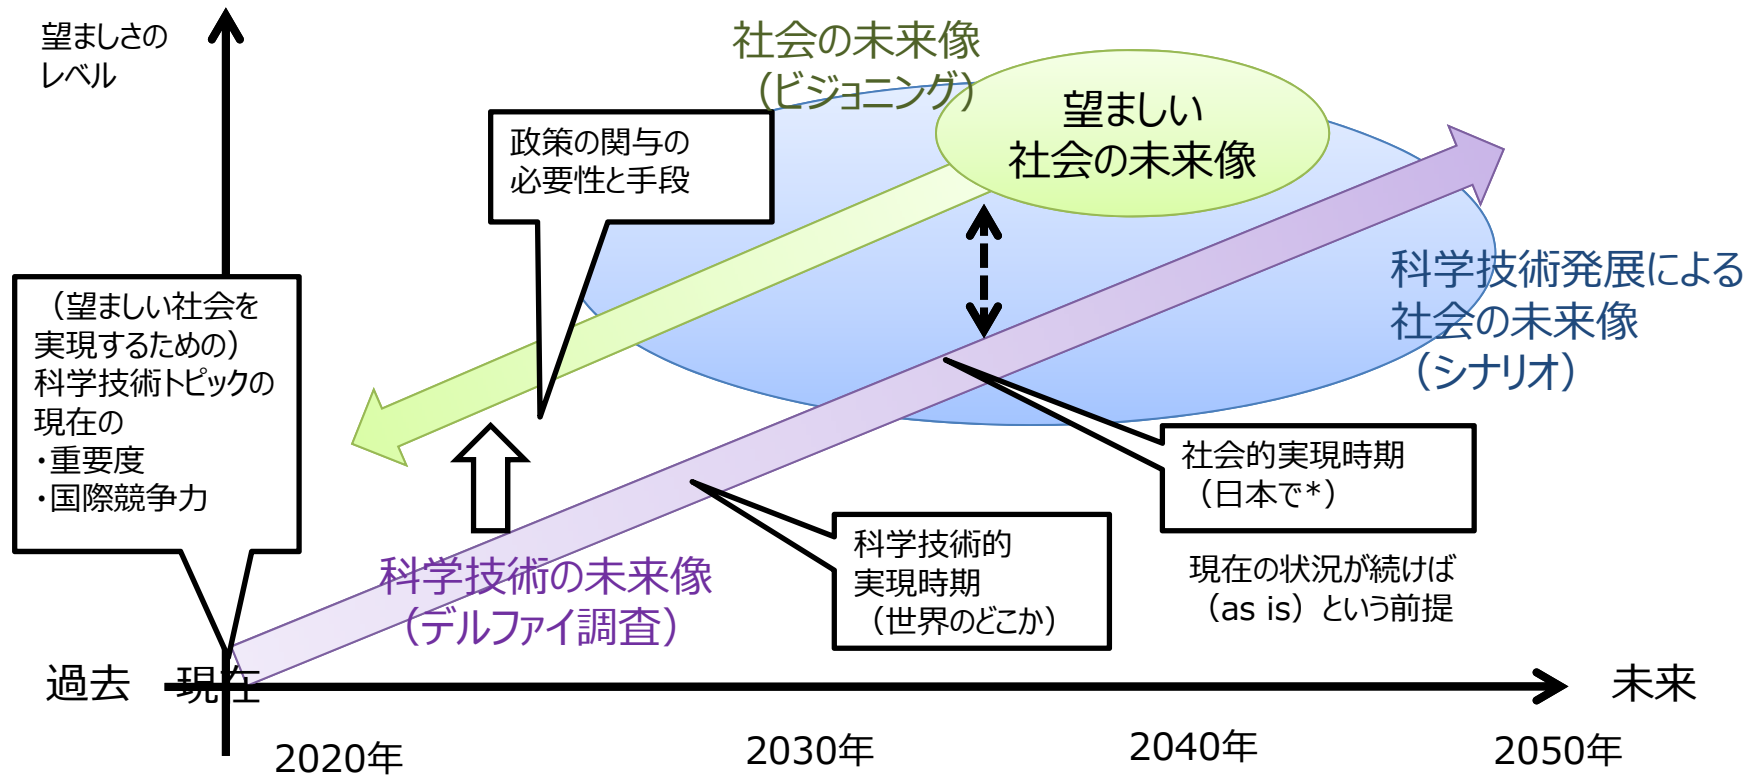 望ましさの
レベル
社会の未来像
（ビジョニング）
望ましい
社会の未来像
政策の関与の
必要性と手段
科学技術発展による
社会の未来像
（シナリオ）
（望ましい社会を
実現するための）
科学技術トピックの
現在の
・重要度
・国際競争力
社会的実現時期
（日本で*）
科学技術的
実現時期
（世界のどこか）
現在の状況が続けば
（as is）という前提
科学技術の未来像
（デルファイ調査）
過去
現在
未来
2020年
2030年
2040年
2050年